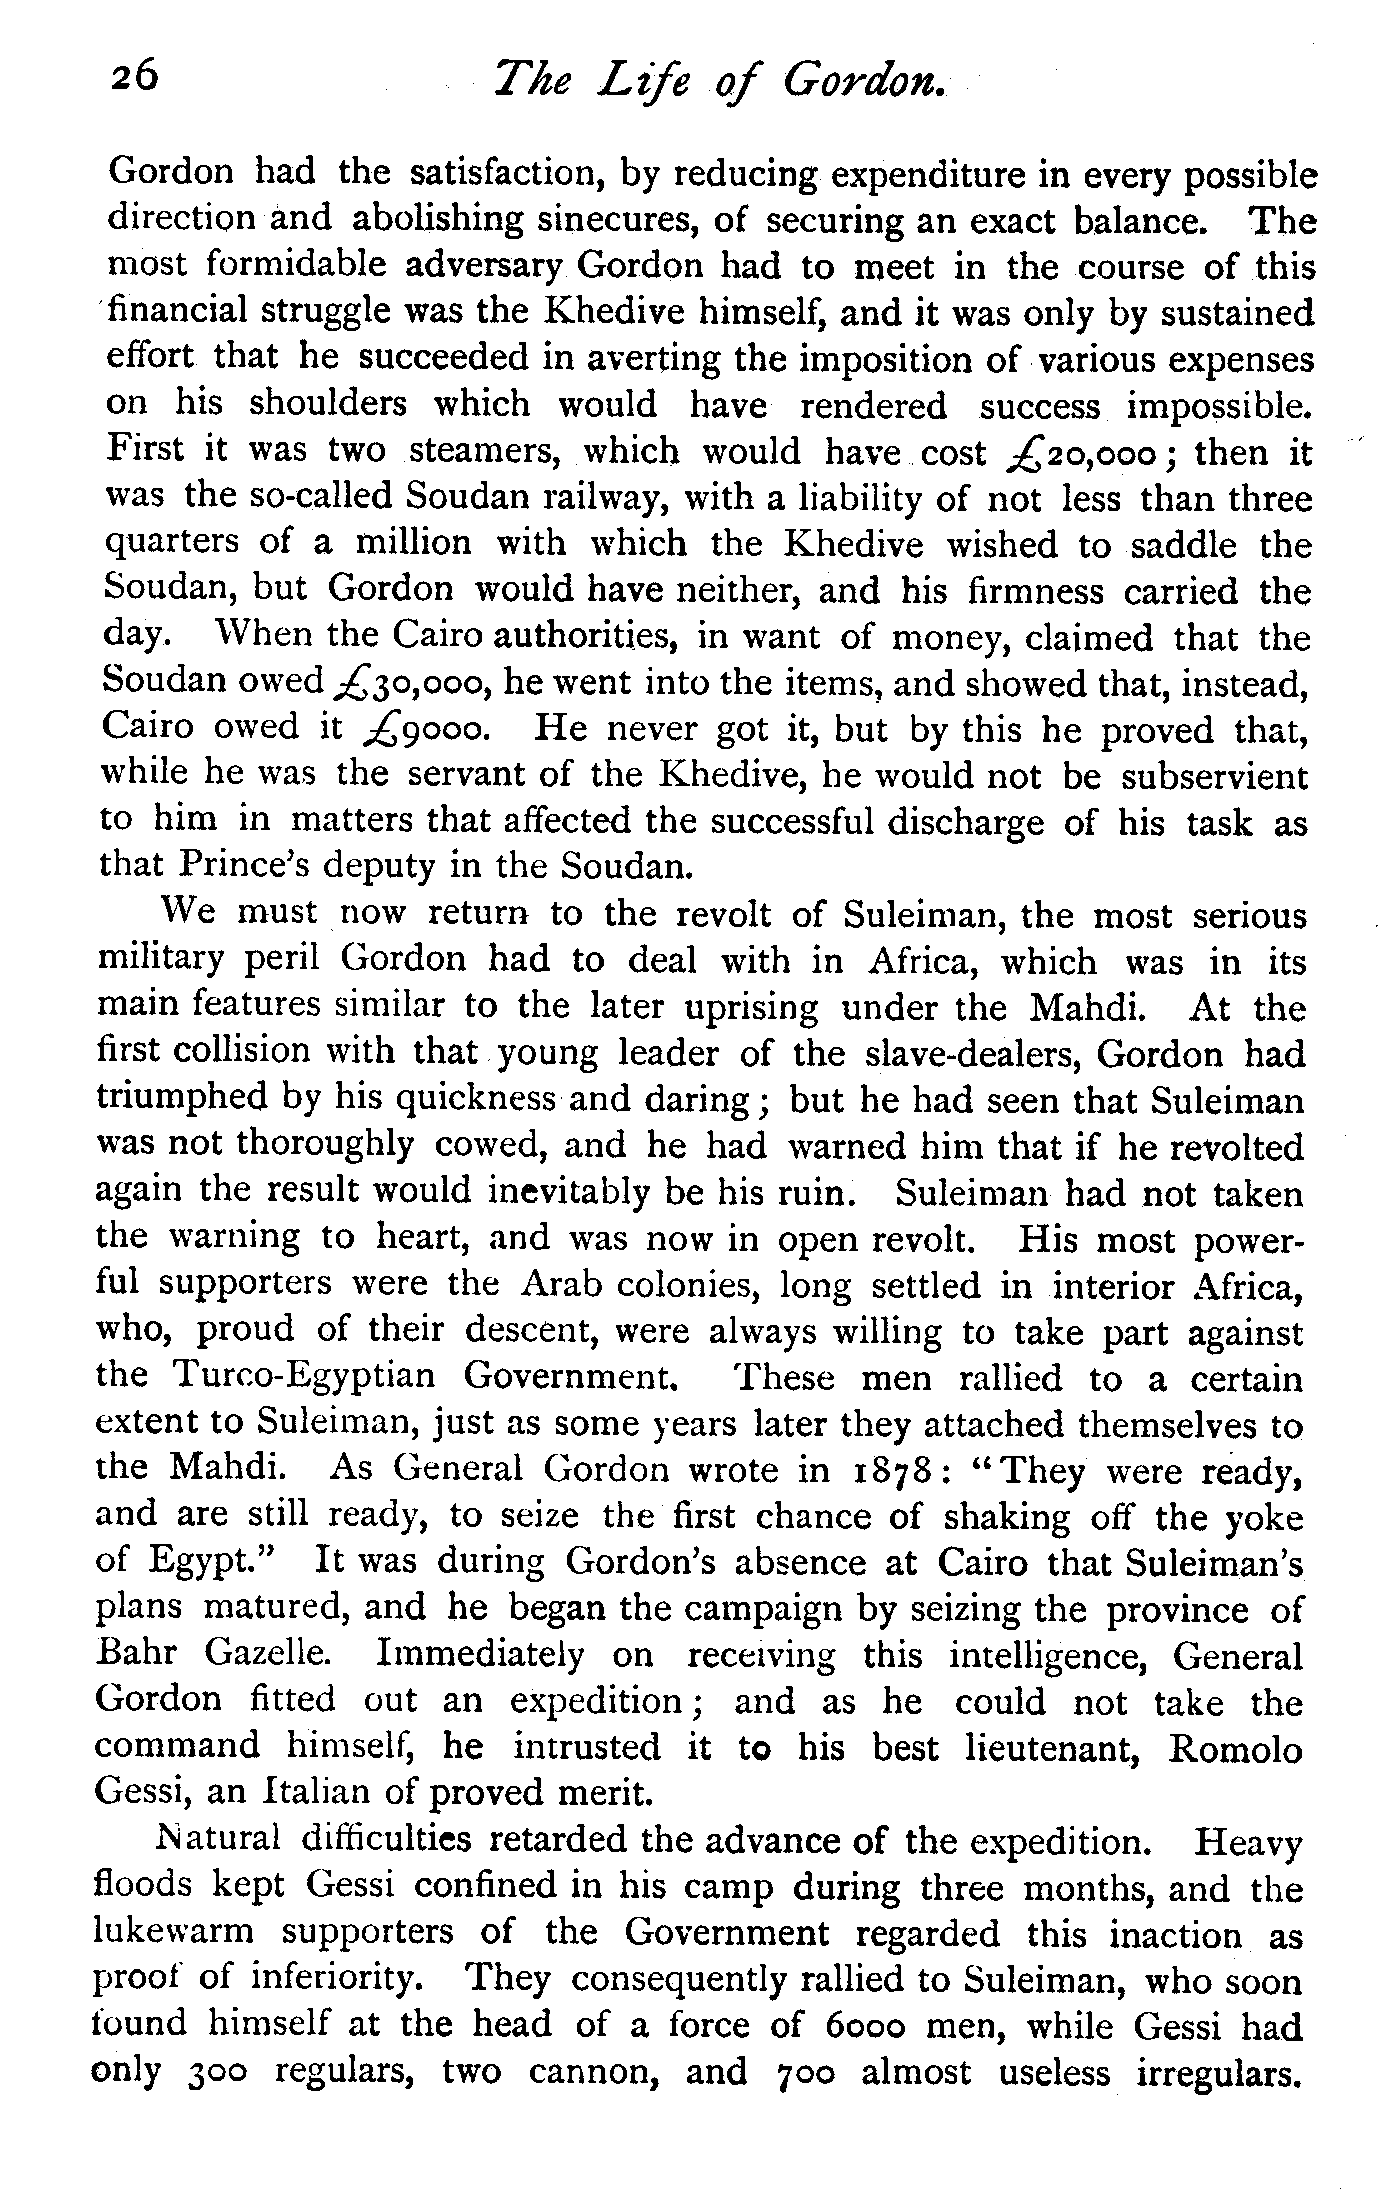 26 The Life of Gordon.
Gordon had the satisfaction, by reducing expenditure in every possible
direction and abolishing sinecures, of securing an exact balance. The
most formidable adversary Gordon had to meet in the course of this
financial struggle was the Khedive himself, and it was only by sustained
effort that he succeeded in averting the imposition of various expenses
on his shoulders which would have rendered success impossible.
First it was two steamers, which would have cost £20,000; then it
was the so-called Soudan railway, with a liability of not less than three
quarters of a million with which the Khedive wished to saddle the
Soudan, but Gordon would have neither, and his firmness carried the
day. When the Cairo authorities, in want of money, claimed that the
Soudan owed £30,000, he went into the items, and showed that, instead,
Cairo owed it £9000. He never got it, but by this he proved that,
while he was the servant of the Khedive, he would not be subservient
to him in matters that affected the successful discharge of his task as
that Prince's deputy in the Soudan.
We must now return to the revolt of Suleiman, the most serious
military peril Gordon had to deal with in Africa, which was in its
main features similar to the later uprising under the Mahdi. At the
first collision with that young leader of the slave-dealers, Gordon had
triumphed by his quickness and daring; but he had seen that Suleiman
was not thoroughly cowed, and he had warned him that if he revolted
again the result would inevitably be his ruin. Suleiman had not taken
the warning to heart, and was now in open revolt. His most power-
ful supporters were the Arab colonies, long settled in interior Africa,
who, proud of their descent, were always willing to take part against
the Turco-Egyptian Government. These men rallied to a certain
extent to Suleiman, just as some years later they attached themselves to
the Mahdi. As General Gordon wrote in 1878: "They were ready,
and are still ready, to seize the first chance of shaking off the yoke
of Egypt." It was during Gordon's absence at Cairo that Suleiman's
plans matured, and he began the campaign by seizing the province of
Bahr Gazelle. Immediately on receiving this intelligence, General
Gordon fitted out an expedition; and as he could not take the
command himself, he intrusted it to his best lieutenant, Romolo
Gessi, an Italian of proved merit.
Natural difficulties retarded the advance of the expedition. Heavy
floods kept Gessi confined in his camp during three months, and the
lukewarm supporters of the Government regarded this inaction as
proof of inferiority. They consequently rallied to Suleiman, who soon
found himself at the head of a force of 6000 men, while Gessi had
only 300 regulars, two cannon, and 700 almost useless irregulars.